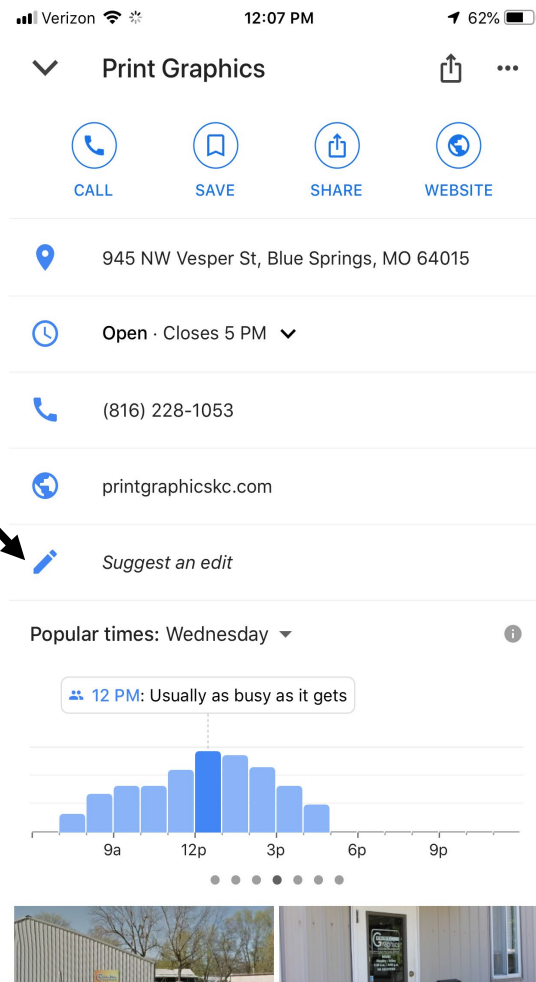 Verizon 12:07 PM 62%
Print Graphics
CALL SAVE SHARE WEBSITE
945 NW Vesper St, Blue Springs, MO 64015
Open · Closes 5 PM
(816) 228-1053
printgraphicskc.com
Suggest an edit
Popular times: Wednesday
12 PM: Usually as busy as it gets
9a 12p 3p 6p 9p